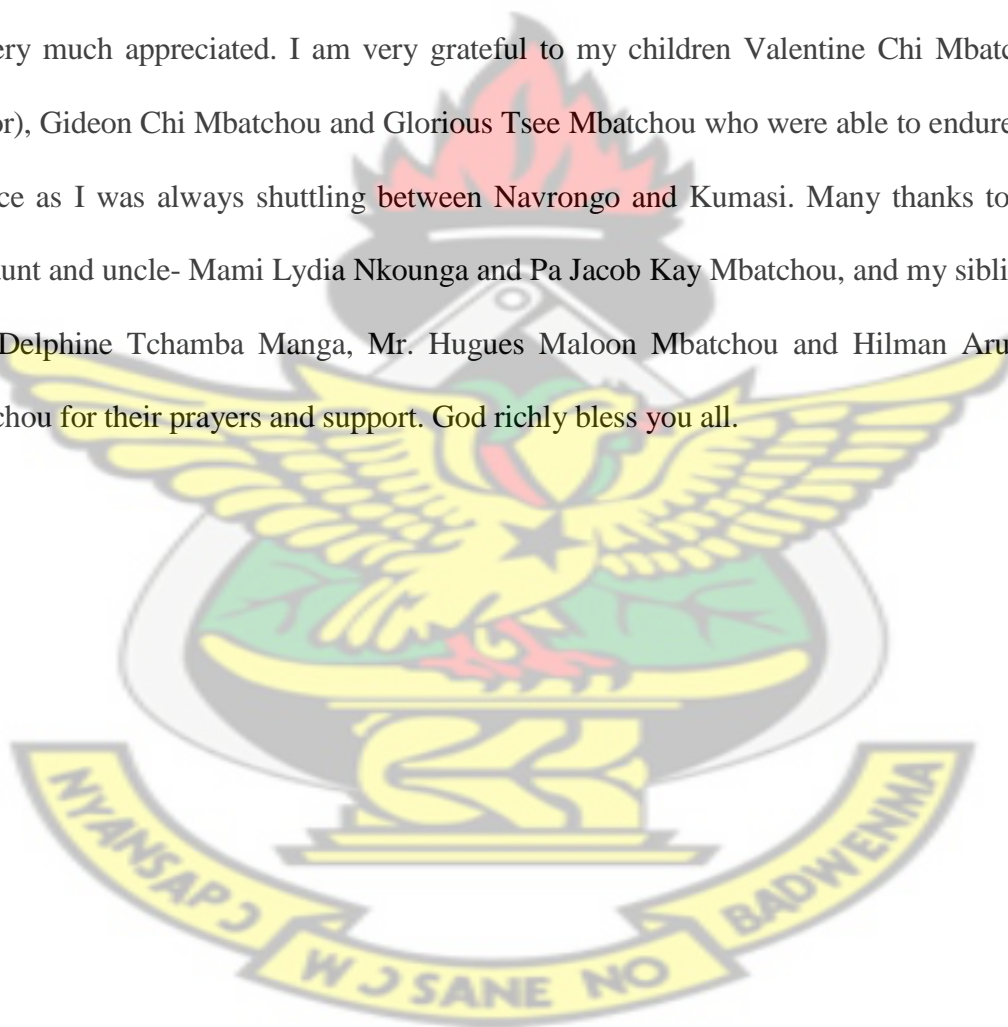 ery much appreciated. I am very grateful to my children Valentine Chi Mbatc
or), Gideon Chi Mbatchou and Glorious Tsee Mbatchou who were able to endure
ce as I was always shuttling between Navrongo and Kumasi. Many thanks to
unt and uncle- Mami Lydia Nkounga and Pa Jacob Kay Mbatchou, and my sibli
Delphine Tchamba Manga, Mr. Hugues Maloon Mbatchou and Hilman Aru
chou for their prayers and support. God richly bless you all.
NYANSAPƆ
WƆ SANE NO
BADWENMA